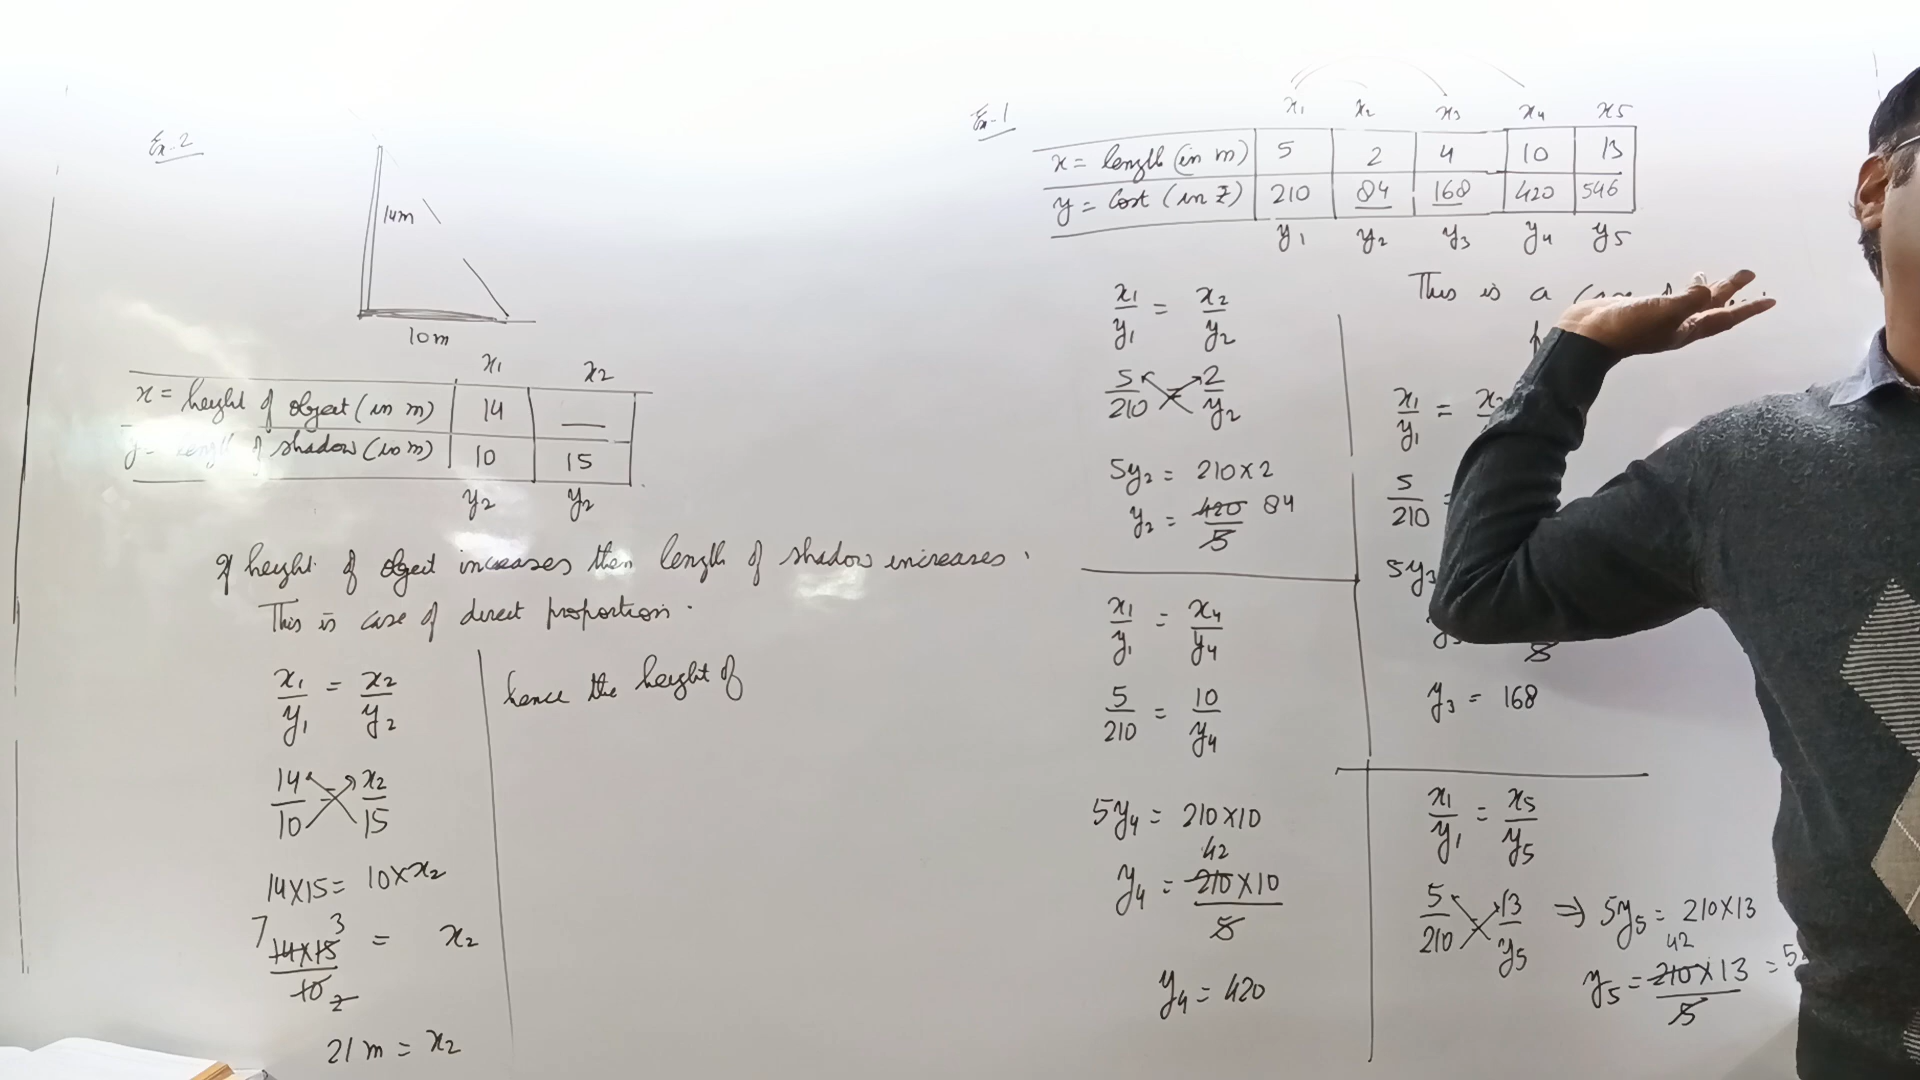 Ex-2
14m
10m
x1 x2
x = height of object (in m) 14 __
y = length of shadow (in m) 10 15
y2 y2
If height of object increases then length of shadow increases.
This is case of direct proportion.
x1/y1 = x2/y2
14/10 = x2/15
14×15 = 10×x2
7 3
14×15/10 = x2
2
21 m = x2
hence the height of
Ex-1
x1 x2 x3 x4 x5
x = length (in m) 5 2 4 10 13
y = Cost (in ₹) 210 84 168 420 546
y1 y2 y3 y4 y5
This is a
x1/y1 = x2/y2
5/210 = 2/y2
5y2 = 210×2
y2 = 420/5 84
x1/y1 =
5/210 =
5y3
y3 = 168
x1/y1 = x4/y4
5/210 = 10/y4
5y4 = 210×10
42
y4 = 210×10/5
y4 = 420
x1/y1 = x5/y5
5/210 = 13/y5 ⇒ 5y5 = 210×13
42
y5 = 210×13/5 = 5